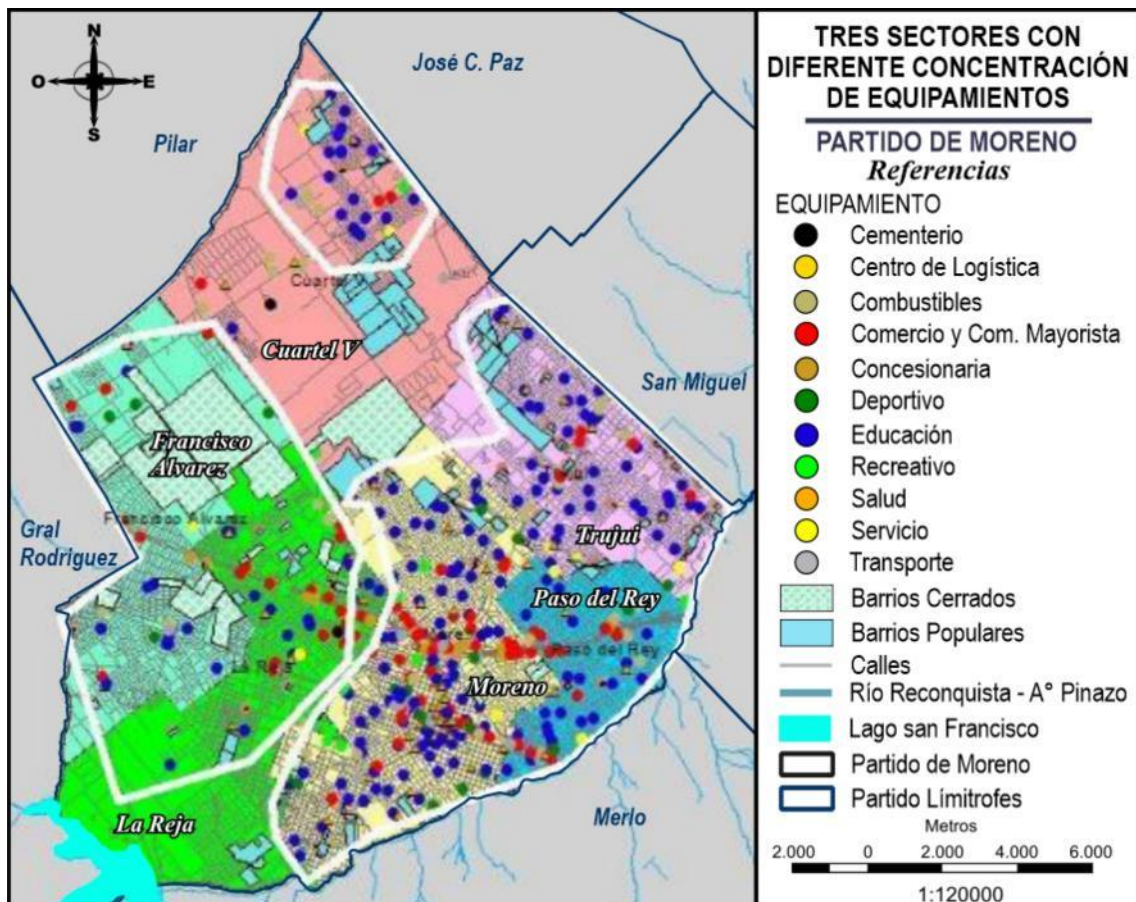 N
O
E
S
José C. Paz
Pilar
Cuartel V
San Miguel
Francisco
Alvarez
Francisco Alvarez
Gral
Rodriguez
Trujui
Paso del Rey
La Reja
Paso del Rey
Moreno
La Reja
Merlo
TRES SECTORES CON
DIFERENTE CONCENTRACIÓN
DE EQUIPAMIENTOS
PARTIDO DE MORENO
Referencias
EQUIPAMIENTO
Cementerio
Centro de Logística
Combustibles
Comercio y Com. Mayorista
Concesionaria
Deportivo
Educación
Recreativo
Salud
Servicio
Transporte
Barrios Cerrados
Barrios Populares
Calles
Río Reconquista - A° Pinazo
Lago san Francisco
Partido de Moreno
Partido Límitrofes
Metros
2.000 0 2.000 4.000 6.000
1:120000